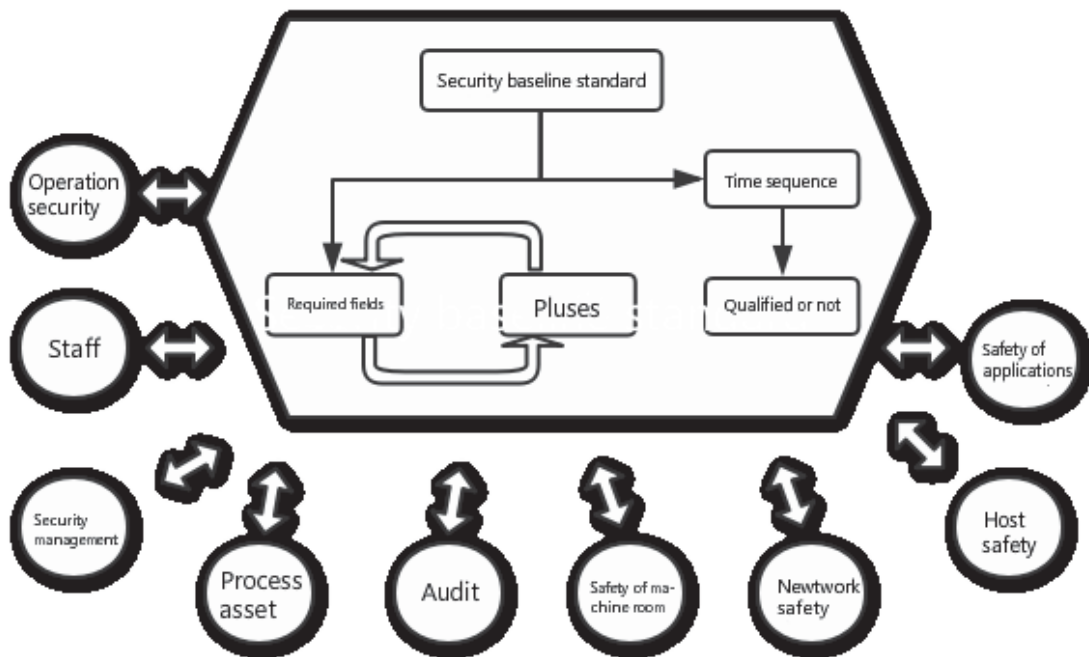 Security baseline standard
Operation
security
Time sequence
Required fields
Pluses
Qualified or not
Staff
Safety of
applications
Security
management
Process
asset
Audit
Safety of ma-
chine room
Newtwork
safety
Host
safety